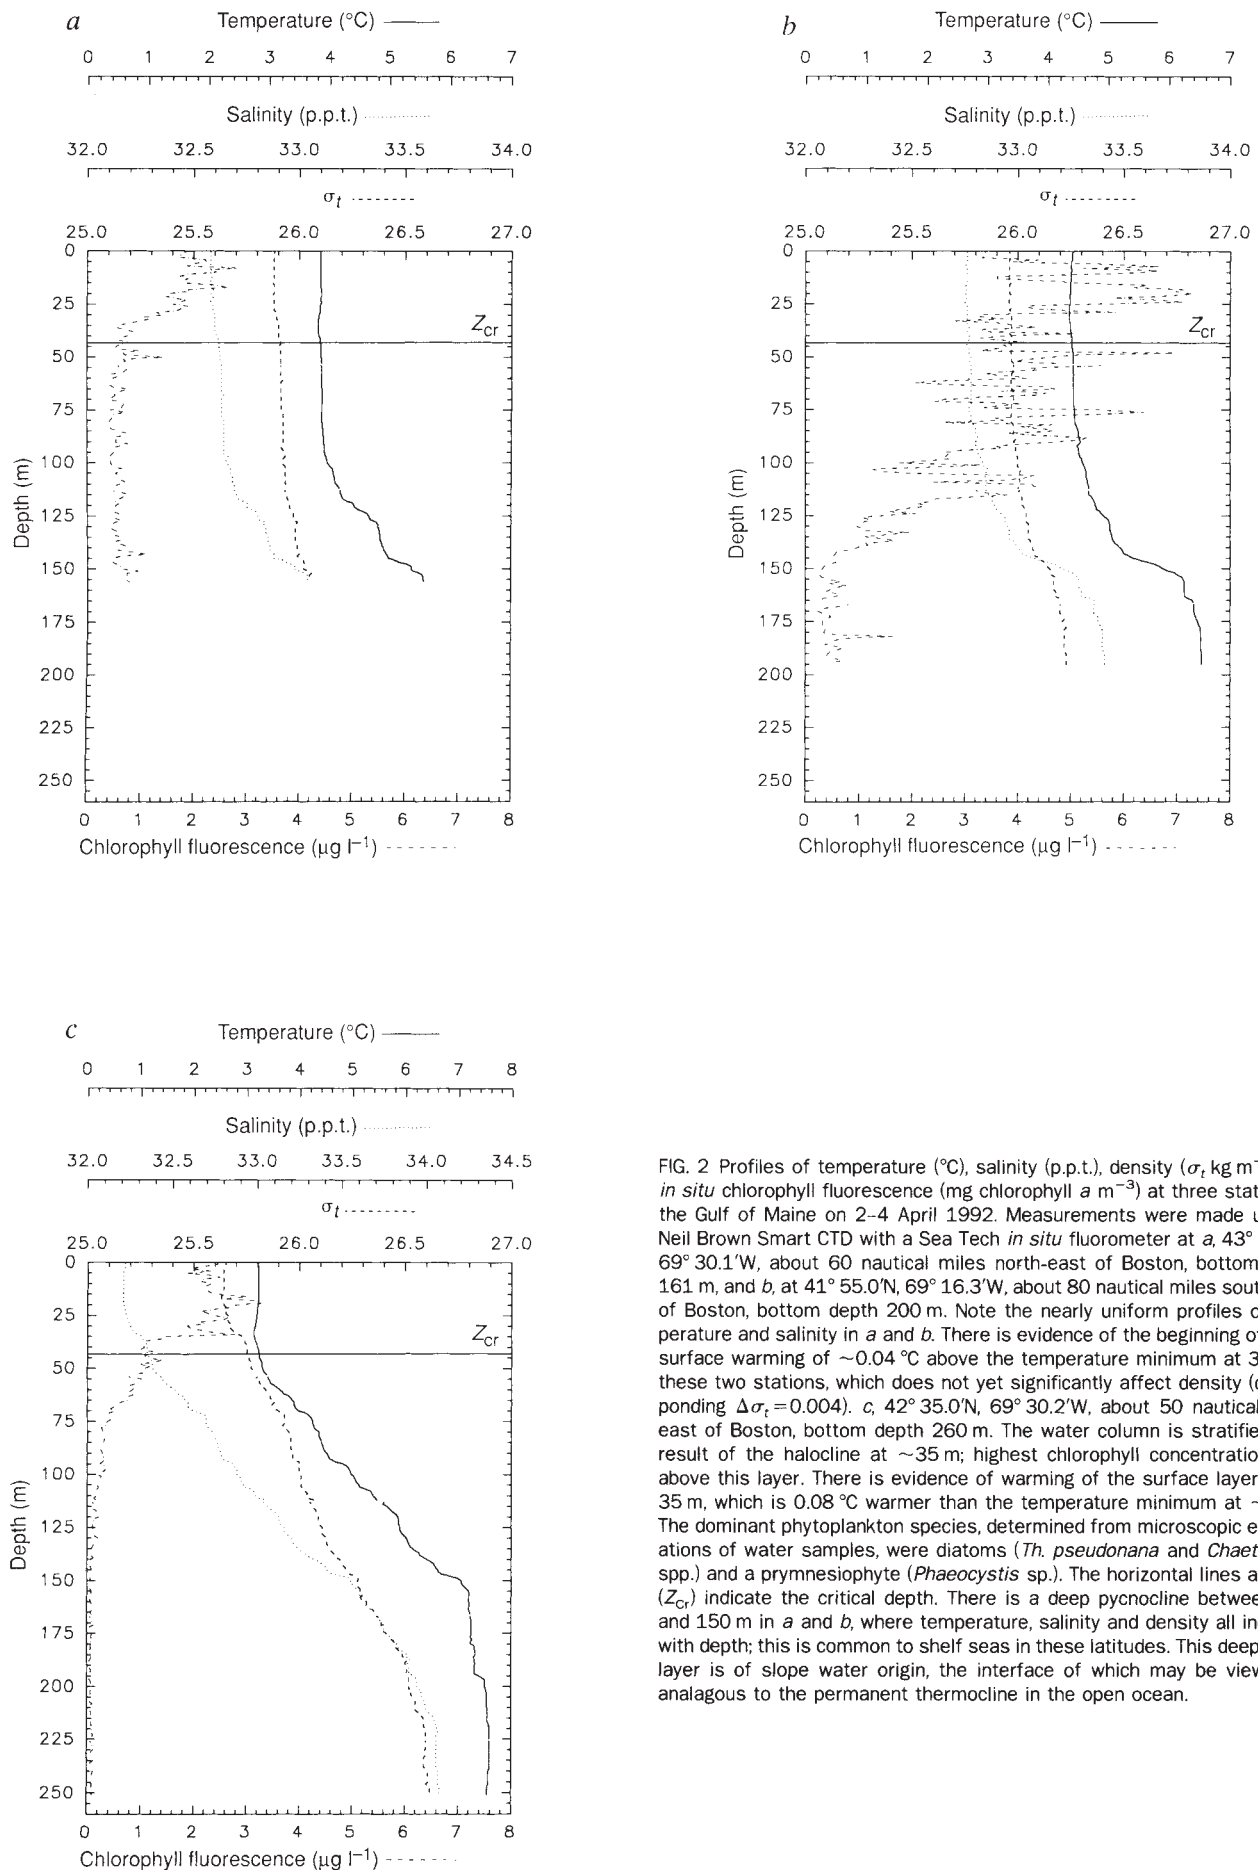 a
Temperature (°C)
0 1 2 3 4 5 6 7
Salinity (p.p.t.)
32.0 32.5 33.0 33.5 34.0
σt
25.0 25.5 26.0 26.5 27.0
0
25
50
75
100
125
150
175
200
225
250
Depth (m)
Zcr
0 1 2 3 4 5 6 7 8
Chlorophyll fluorescence (μg l⁻¹)
b
Temperature (°C)
0 1 2 3 4 5 6 7
Salinity (p.p.t.)
32.0 32.5 33.0 33.5 34.0
σt
25.0 25.5 26.0 26.5 27.0
0
25
50
75
100
125
150
175
200
225
250
Depth (m)
Zcr
0 1 2 3 4 5 6 7 8
Chlorophyll fluorescence (μg l⁻¹)
c
Temperature (°C)
0 1 2 3 4 5 6 7 8
Salinity (p.p.t.)
32.0 32.5 33.0 33.5 34.0 34.5
σt
25.0 25.5 26.0 26.5 27.0
0
25
50
75
100
125
150
175
200
225
250
Depth (m)
Zcr
0 1 2 3 4 5 6 7 8
Chlorophyll fluorescence (μg l⁻¹)
FIG. 2 Profiles of temperature (°C), salinity (p.p.t.), density (σt kg m⁻
in situ chlorophyll fluorescence (mg chlorophyll a m⁻³) at three stat
the Gulf of Maine on 2–4 April 1992. Measurements were made u
Neil Brown Smart CTD with a Sea Tech in situ fluorometer at a, 43°
69° 30.1′W, about 60 nautical miles north-east of Boston, bottom
161 m, and b, at 41° 55.0′N, 69° 16.3′W, about 80 nautical miles sout
of Boston, bottom depth 200 m. Note the nearly uniform profiles o
perature and salinity in a and b. There is evidence of the beginning of
surface warming of ~0.04 °C above the temperature minimum at 3
these two stations, which does not yet significantly affect density (c
ponding Δσt=0.004). c, 42° 35.0′N, 69° 30.2′W, about 50 nautical
east of Boston, bottom depth 260 m. The water column is stratifie
result of the halocline at ~35 m; highest chlorophyll concentration
above this layer. There is evidence of warming of the surface layer
35 m, which is 0.08 °C warmer than the temperature minimum at ~
The dominant phytoplankton species, determined from microscopic e
ations of water samples, were diatoms (Th. pseudonana and Chaet
spp.) and a prymnesiophyte (Phaeocystis sp.). The horizontal lines a
(Zcr) indicate the critical depth. There is a deep pycnocline betwee
and 150 m in a and b, where temperature, salinity and density all in
with depth; this is common to shelf seas in these latitudes. This deep
layer is of slope water origin, the interface of which may be view
analagous to the permanent thermocline in the open ocean.